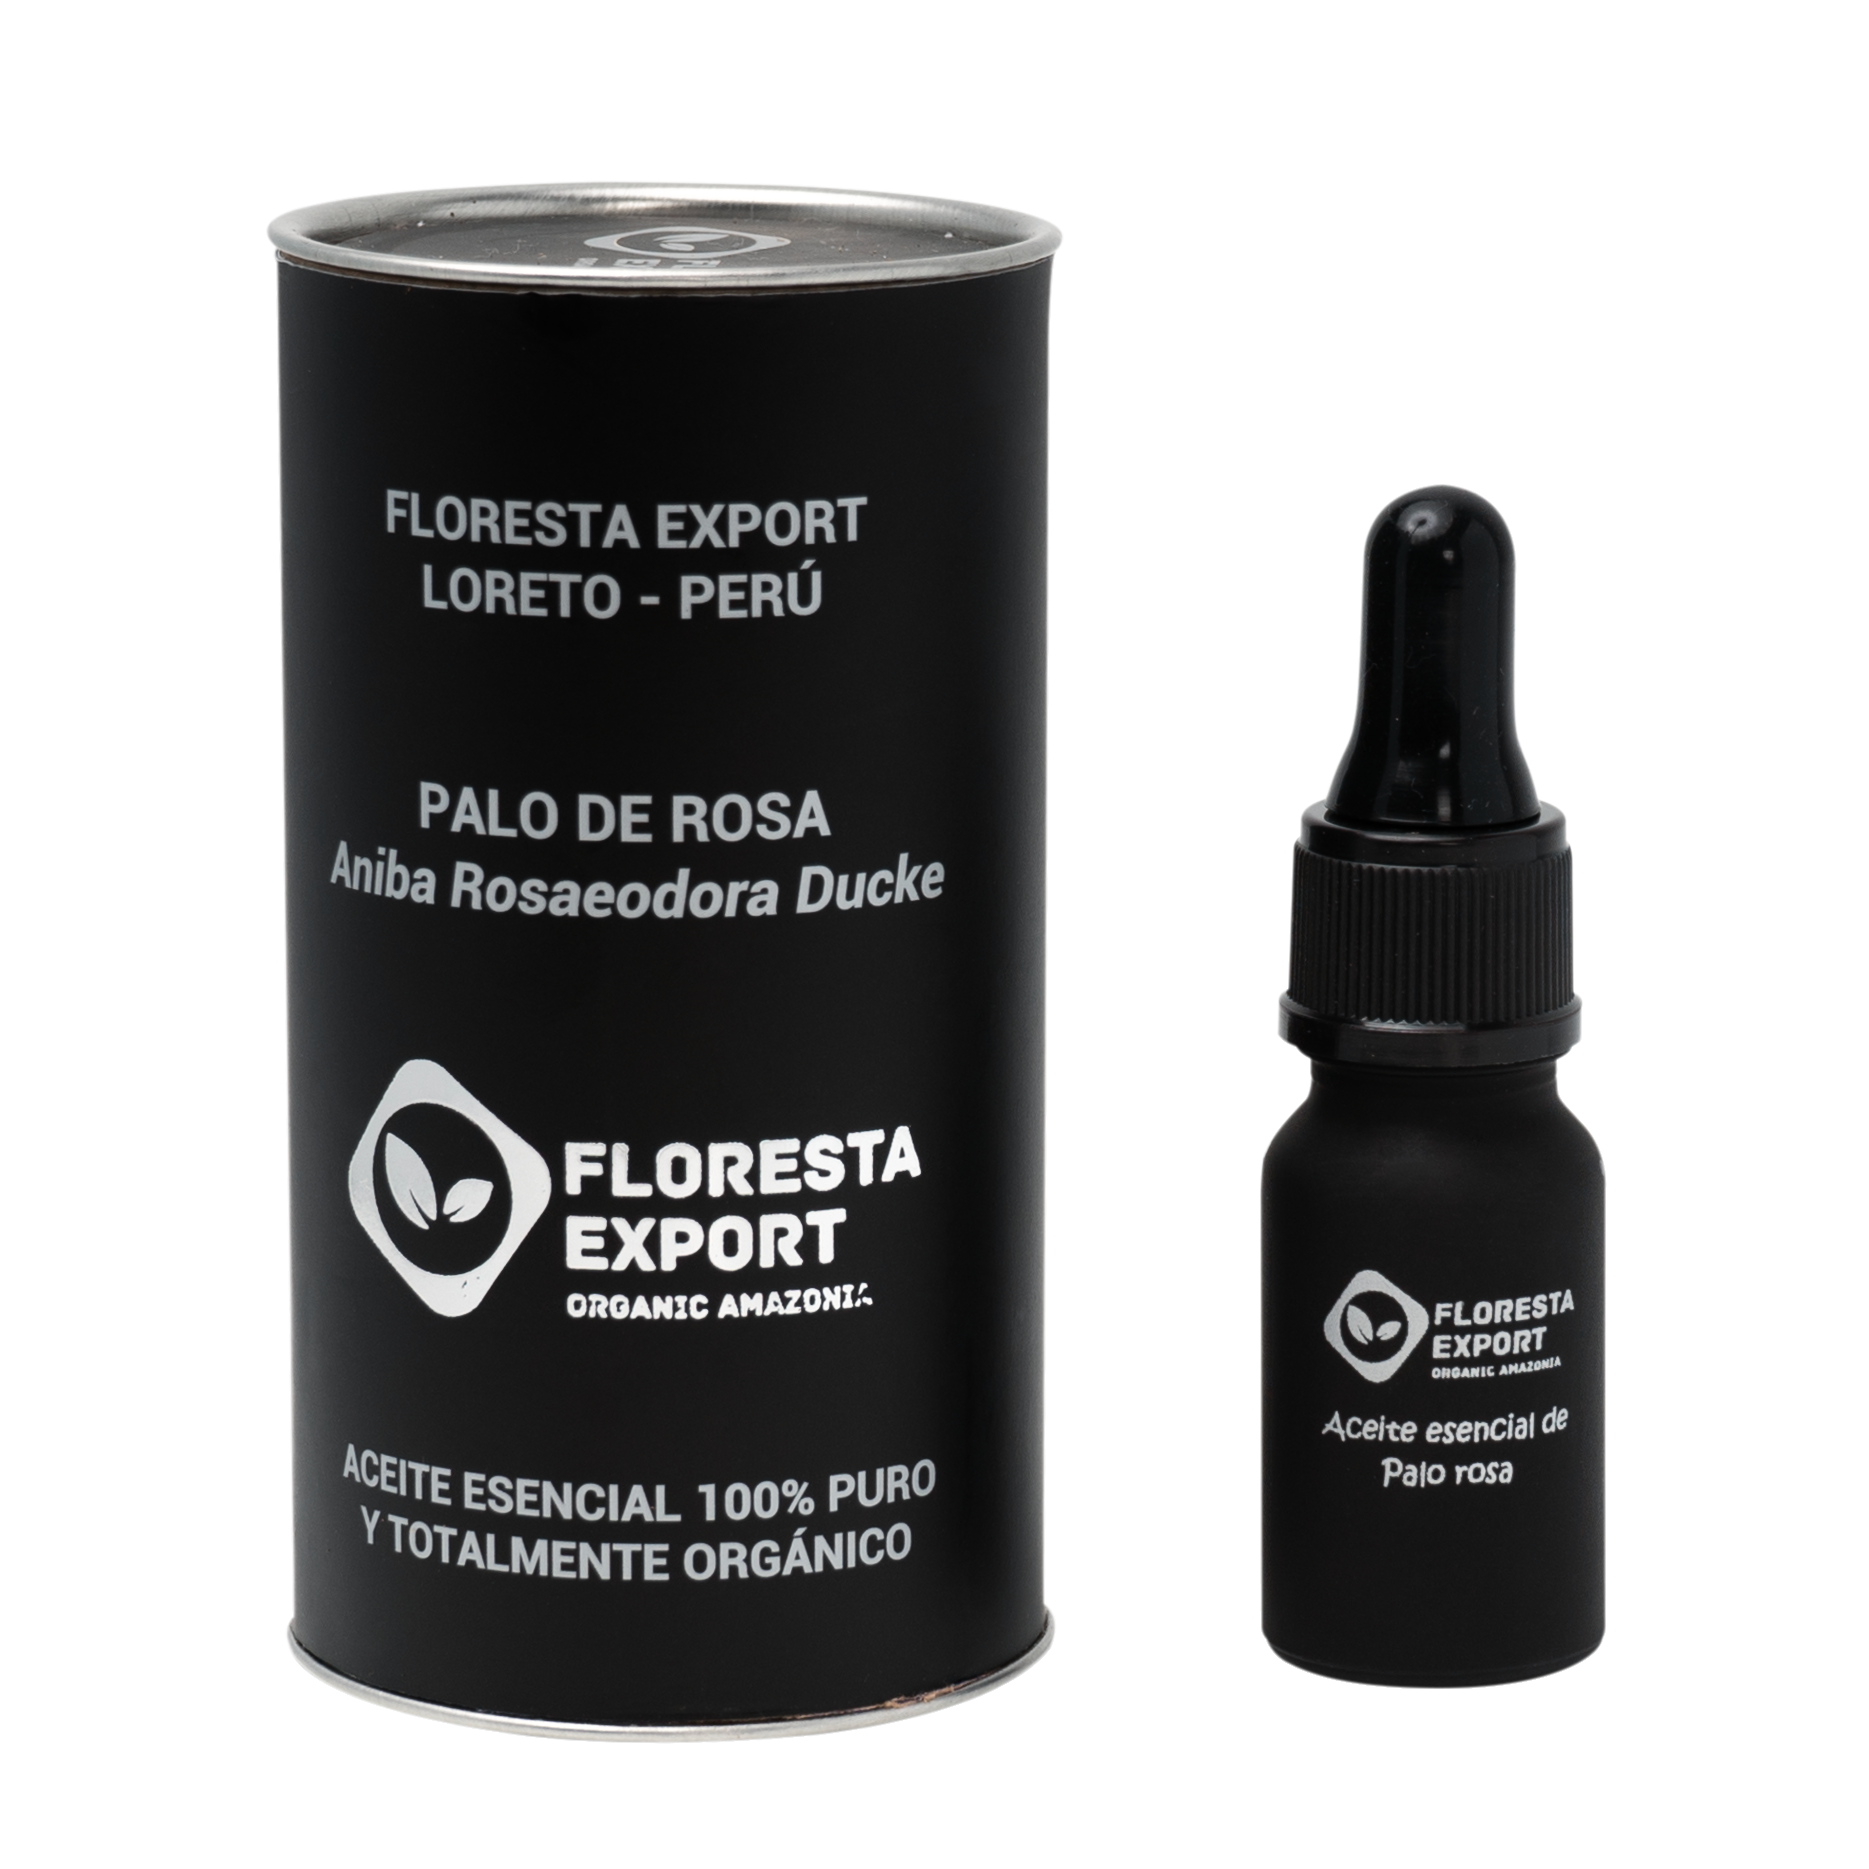 FLORESTA EXPORT
LORETO - PERÚ
PALO DE ROSA
Aniba Rosaeodora Ducke
FLORESTA
EXPORT
ORGANIC AMAZONIA
ACEITE ESENCIAL 100% PURO
Y TOTALMENTE ORGÁNICO
FLORESTA
EXPORT
ORGANIC AMAZONIA
Aceite esencial de
Palo rosa